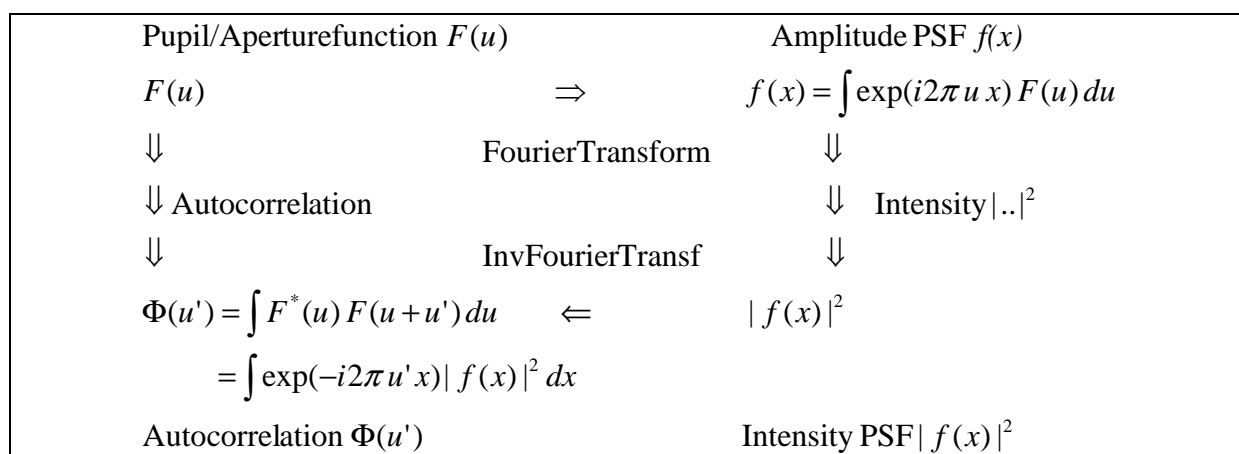 Pupil/Aperturefunction F(u) Amplitude PSF f(x)
F(u) ⇒ f(x) = ∫exp(i2π u x) F(u) du
⇓ FourierTransform ⇓
⇓ Autocorrelation ⇓ Intensity |..|²
⇓ InvFourierTransf ⇓
Φ(u') = ∫F*(u) F(u+u') du ⇐ | f(x) |²
= ∫exp(−i2π u' x) | f(x) |² dx
Autocorrelation Φ(u') Intensity PSF | f(x) |²